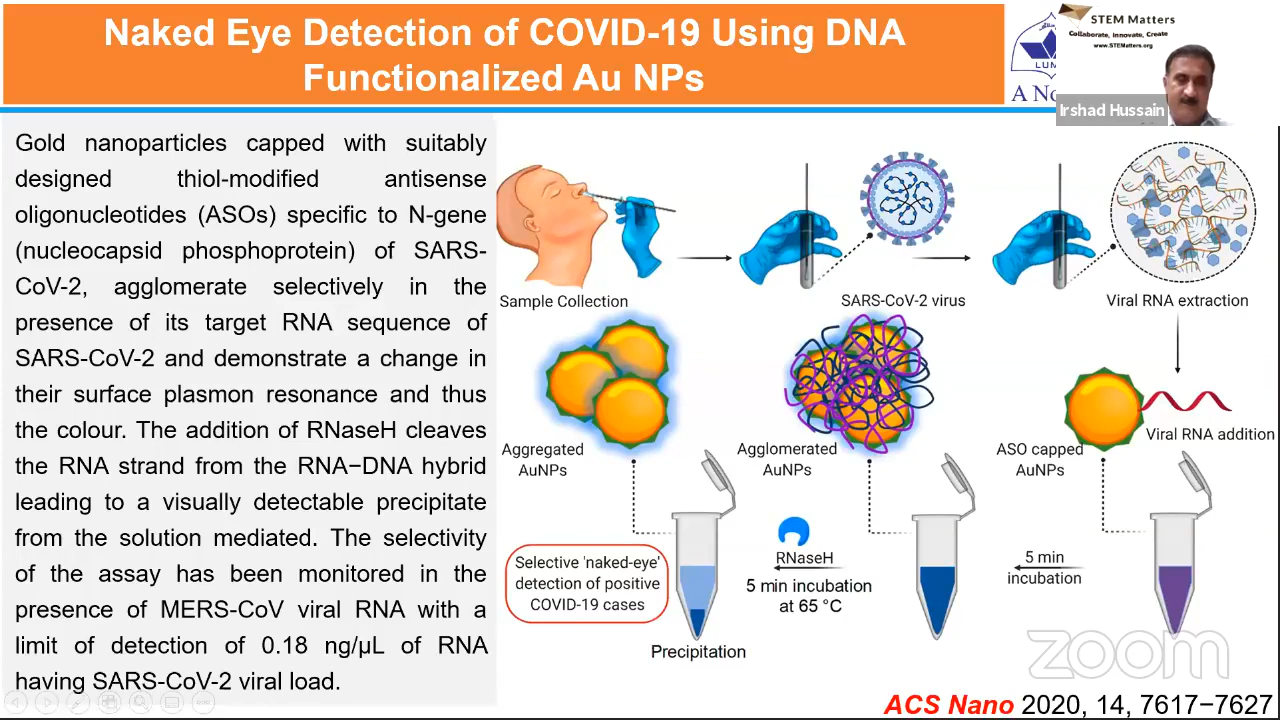 Naked Eye Detection of COVID-19 Using DNA
Functionalized Au NPs
STEM Matters
Collaborate, Innovate, Create
www.STEMatters.org
LUM
A No
Irshad Hussain
Gold nanoparticles capped with suitably
designed thiol-modified antisense
oligonucleotides (ASOs) specific to N-gene
(nucleocapsid phosphoprotein) of SARS-
CoV-2, agglomerate selectively in the
presence of its target RNA sequence of
SARS-CoV-2 and demonstrate a change in
their surface plasmon resonance and thus
the colour. The addition of RNaseH cleaves
the RNA strand from the RNA−DNA hybrid
leading to a visually detectable precipitate
from the solution mediated. The selectivity
of the assay has been monitored in the
presence of MERS-CoV viral RNA with a
limit of detection of 0.18 ng/μL of RNA
having SARS-CoV-2 viral load.
Sample Collection
SARS-CoV-2 virus
Viral RNA extraction
Aggregated
AuNPs
Agglomerated
AuNPs
ASO capped
AuNPs
Viral RNA addition
Selective 'naked-eye'
detection of positive
COVID-19 cases
RNaseH
5 min incubation
at 65 °C
5 min
incubation
Precipitation
zoom
ACS Nano 2020, 14, 7617−7627